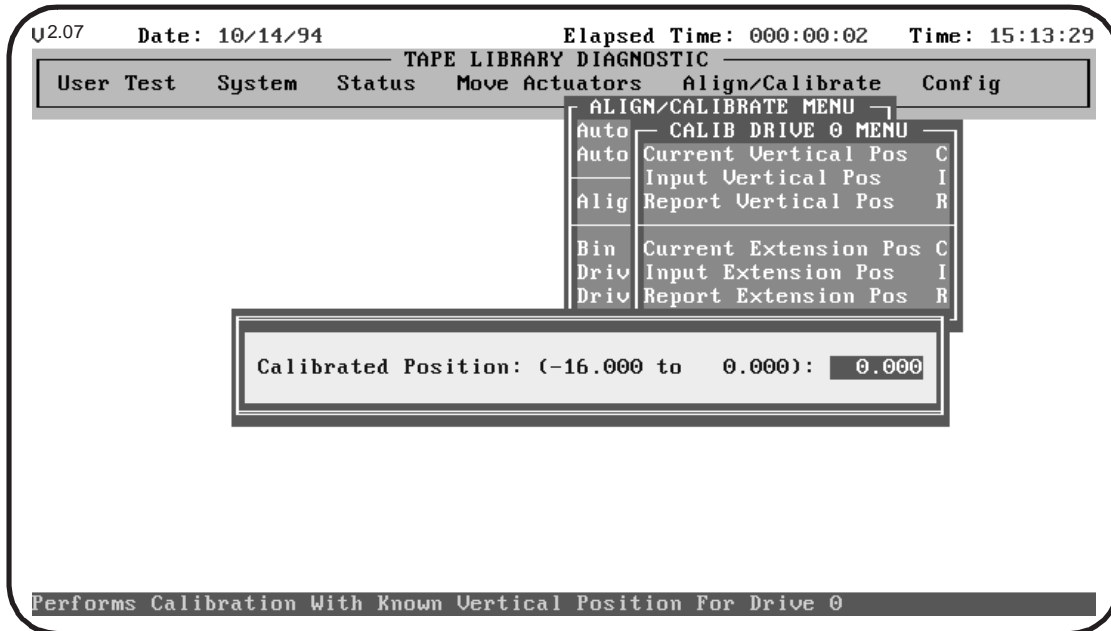 V2.07 Date: 10/14/94 Elapsed Time: 000:00:02 Time: 15:13:29
TAPE LIBRARY DIAGNOSTIC
User Test System Status Move Actuators Align/Calibrate Config
ALIGN/CALIBRATE MENU
Auto CALIB DRIVE 0 MENU
Auto Current Vertical Pos C
Input Vertical Pos I
Alig Report Vertical Pos R
Bin Current Extension Pos C
Driv Input Extension Pos I
Driv Report Extension Pos R
Calibrated Position: (-16.000 to 0.000): 0.000
Performs Calibration With Known Vertical Position For Drive 0